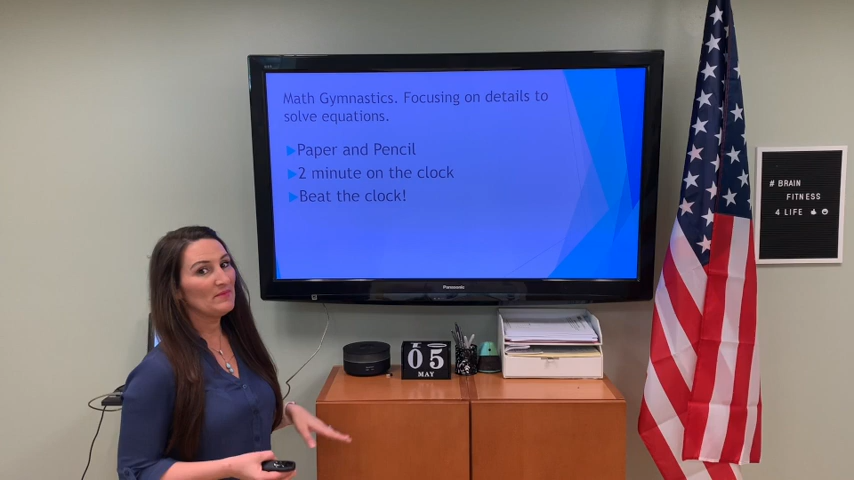 Math Gymnastics. Focusing on details to
solve equations.
Paper and Pencil
2 minute on the clock
Beat the clock!
Panasonic
# BRAIN
FITNESS
4 LIFE
05
MAY